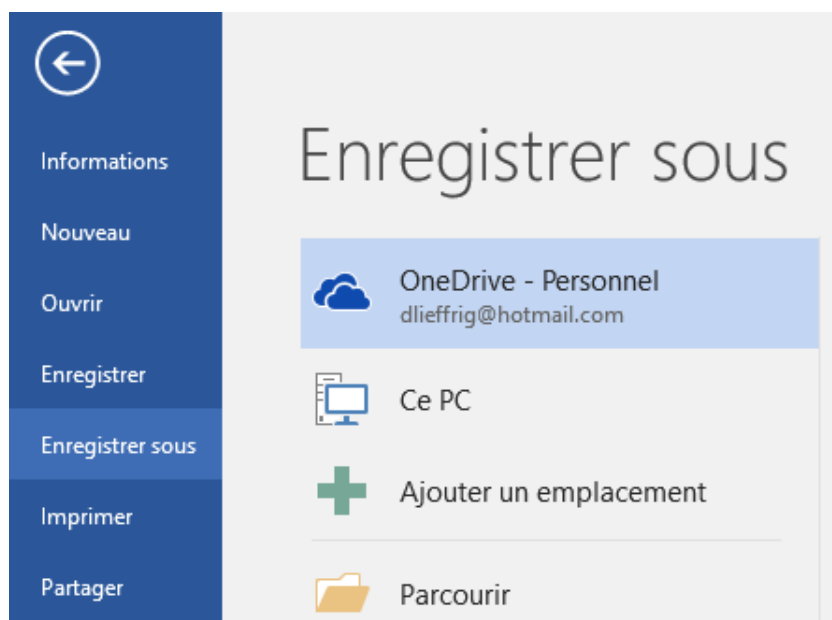 Informations
Nouveau
Ouvrir
Enregistrer
Enregistrer sous
Imprimer
Partager
Enregistrer sous
OneDrive - Personnel
dlieffrig@hotmail.com
Ce PC
Ajouter un emplacement
Parcourir